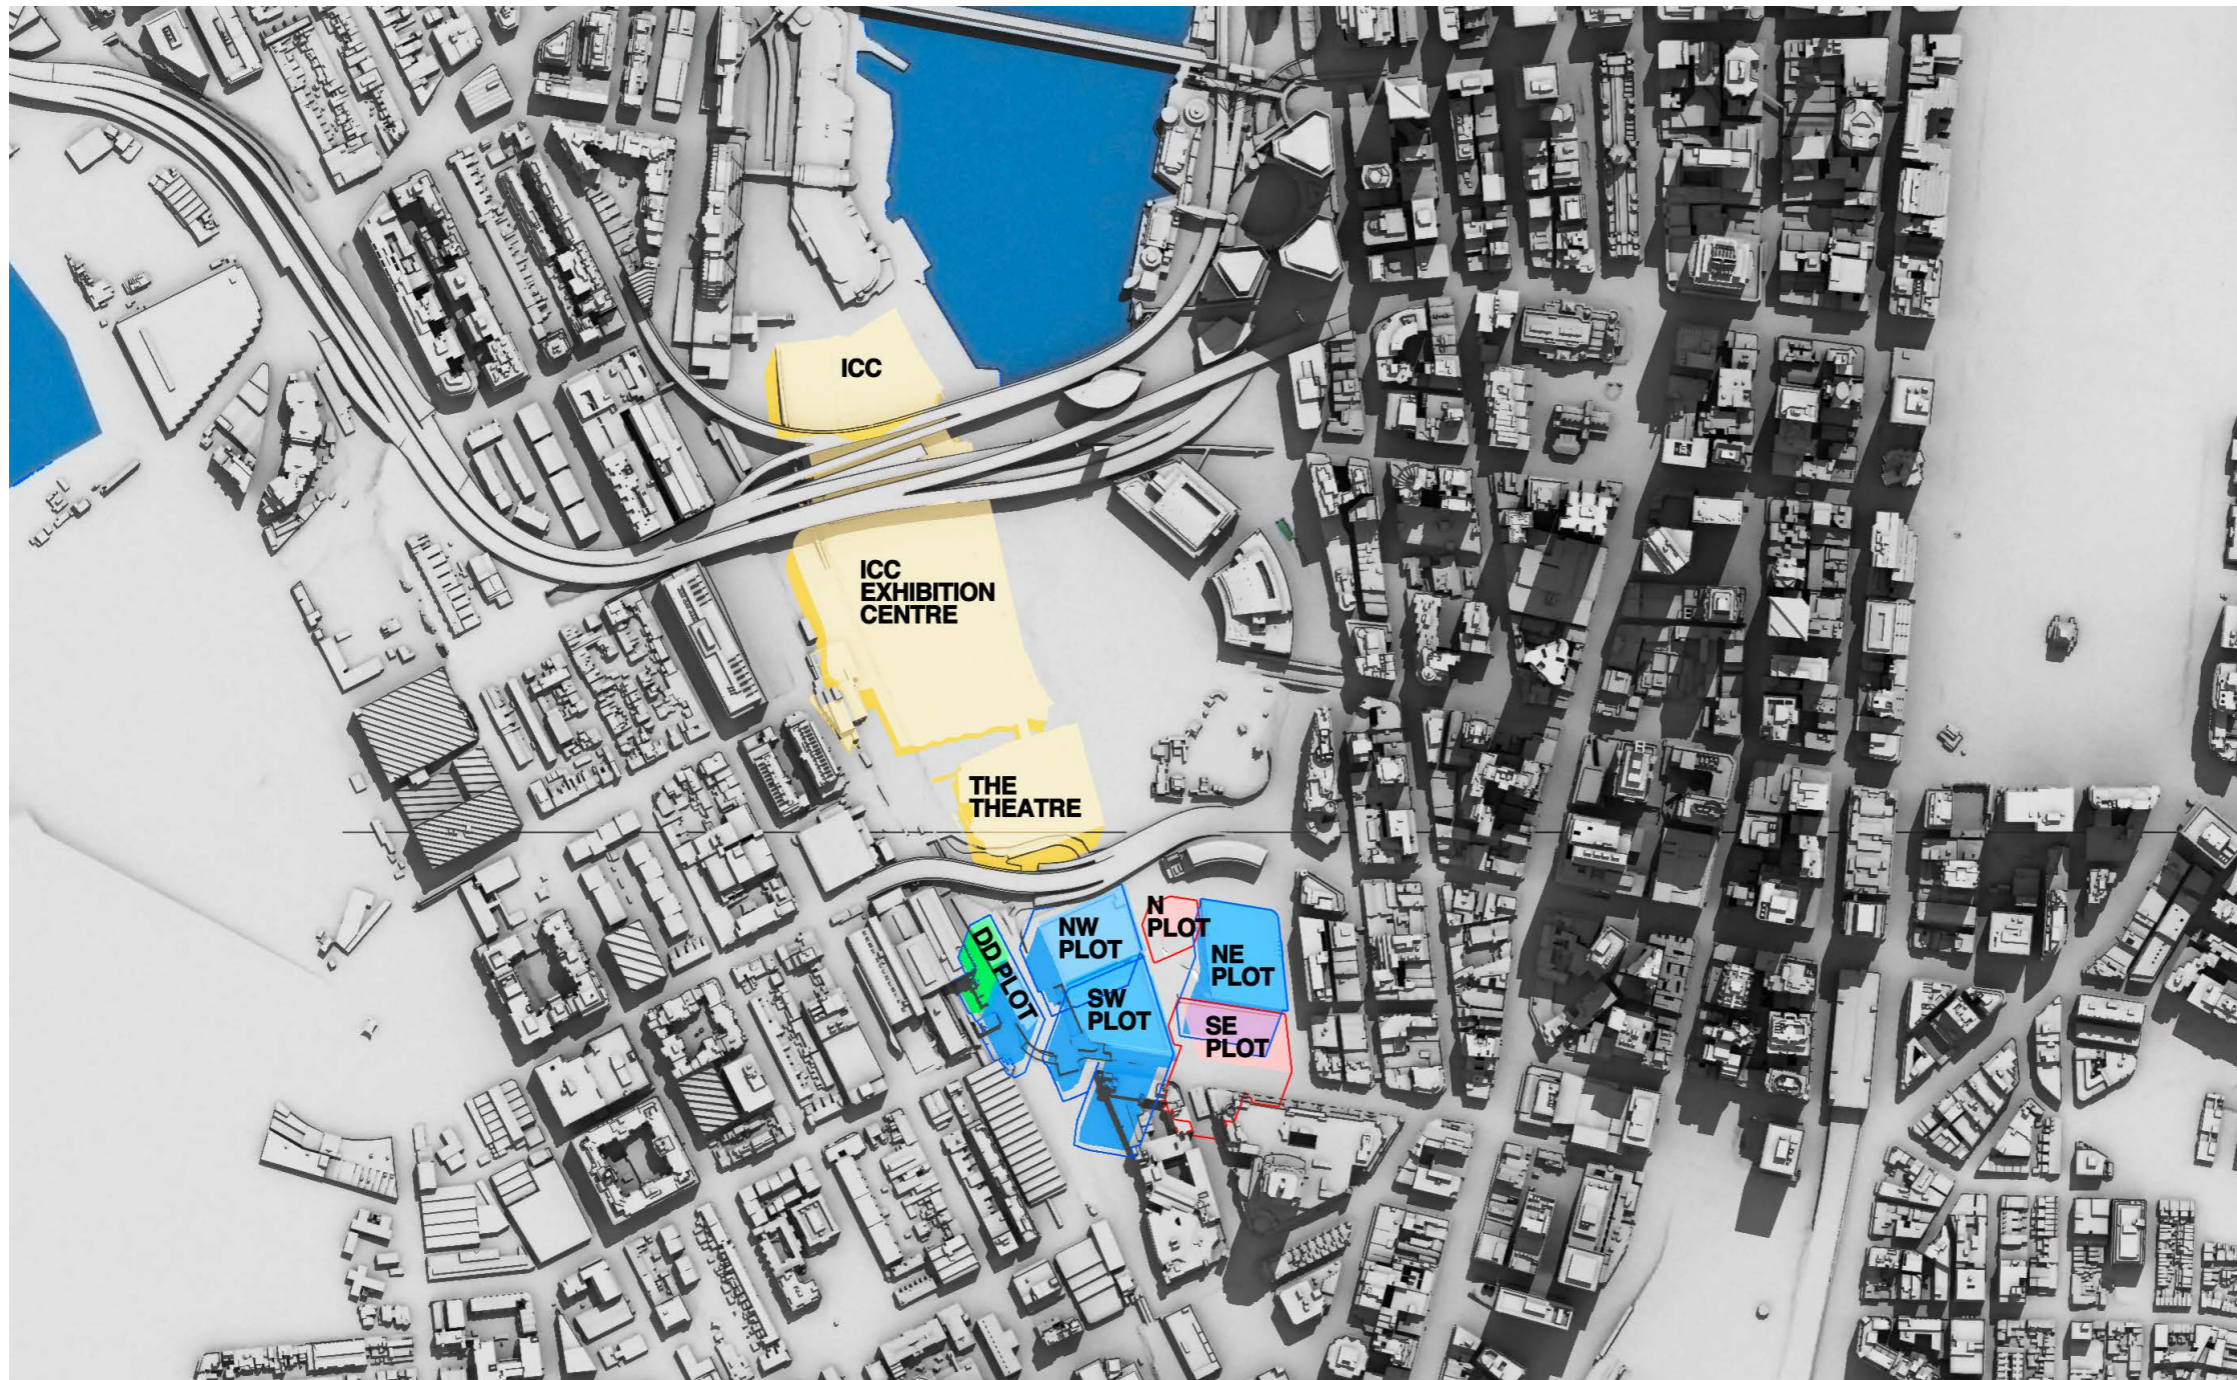 ICC
ICC
EXHIBITION
CENTRE
THE
THEATRE
DD PLOT
NW
PLOT
N
PLOT
NE
PLOT
SW
PLOT
SE
PLOT